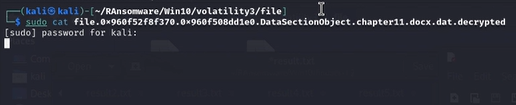 (kali㉿kali)-[~/RAnsomware/Win10/volatility3/file]
$ sudo cat file.0×960f52f8f370.0×960f508dd1e0.DataSectionObject.chapter11.docx.dat.decrypted
[sudo] password for kali: